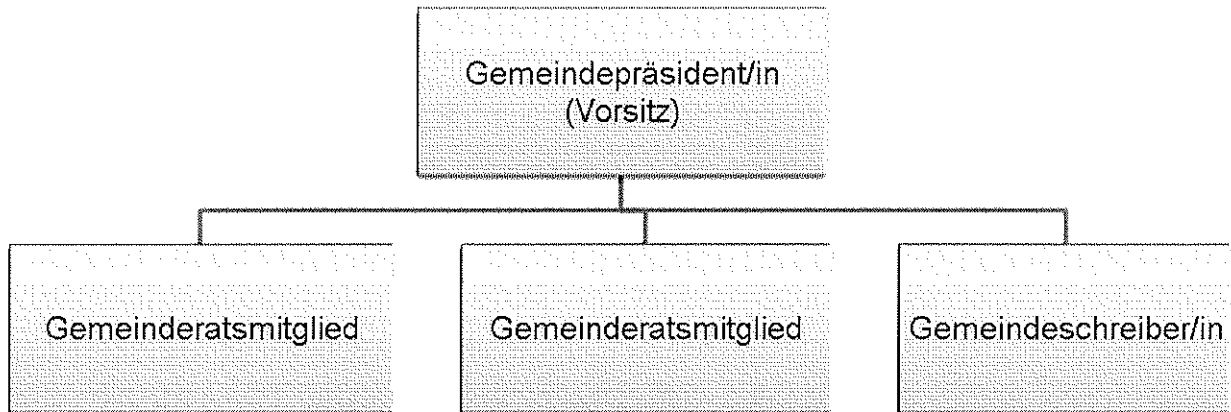 Gemeindepräsident/in
(Vorsitz)
Gemeinderatsmitglied
Gemeinderatsmitglied
Gemeindeschreiber/in